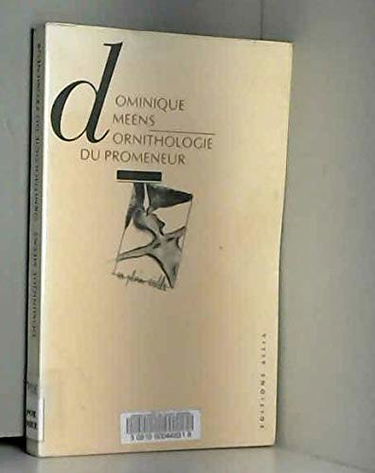 dOMINIQUE
MEENS
ORNITHOLOGIE
DU PROMENEUR
EDITIONS ALLIA
DOMINIQUE MEENS ORNITHOLOGIE DU PROMENEUR